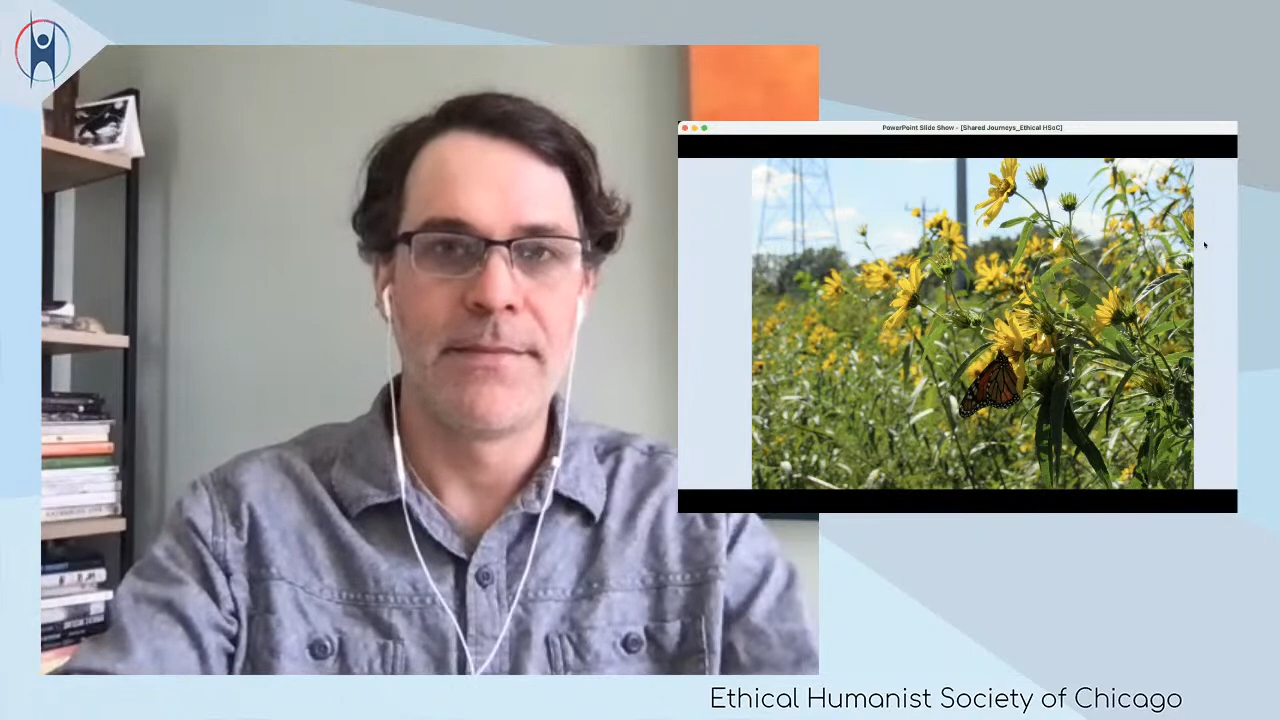 PowerPoint Slide Show - [Shared Journeys_Ethical HSoC]
Ethical Humanist Society of Chicago